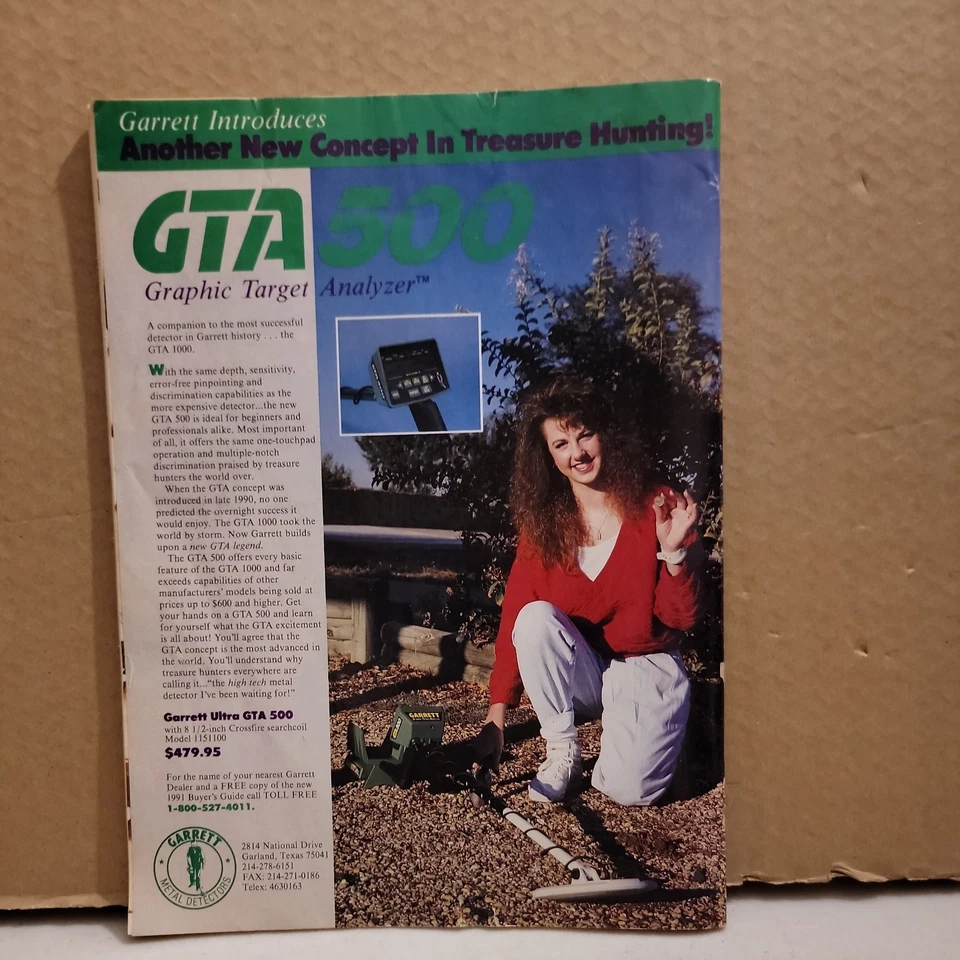 Garrett Introduces
Another New Concept In Treasure Hunting!
GTA 500
Graphic Target Analyzer™
A companion to the most successful
detector in Garrett history . . . the
GTA 1000.
With the same depth, sensitivity,
error-free pinpointing and
discrimination capabilities as the
more expensive detector...the new
GTA 500 is ideal for beginners and
professionals alike. Most important
of all, it offers the same one-touchpad
operation and multiple-notch
discrimination praised by treasure
hunters the world over.
When the GTA concept was
introduced in late 1990, no one
predicted the overnight success it
would enjoy. The GTA 1000 took the
world by storm. Now Garrett builds
upon a new GTA legend.
The GTA 500 offers every basic
feature of the GTA 1000 and far
exceeds capabilities of other
manufacturers' models being sold at
prices up to $600 and higher. Get
your hands on a GTA 500 and learn
for yourself what the GTA excitement
is all about! You'll agree that the
GTA concept is the most advanced in
the world. You'll understand why
treasure hunters everywhere are
calling it..."the high tech metal
detector I've been waiting for!"
Garrett Ultra GTA 500
with 8 1/2-inch Crossfire searchcoil
Model 1151100
$479.95
For the name of your nearest Garrett
Dealer and a FREE copy of the new
1991 Buyer's Guide call TOLL FREE
1-800-527-4011.
GARRETT
METAL DETECTORS
2814 National Drive
Garland, Texas 75041
214-278-6151
FAX: 214-271-0186
Telex: 4630163
GARRETT